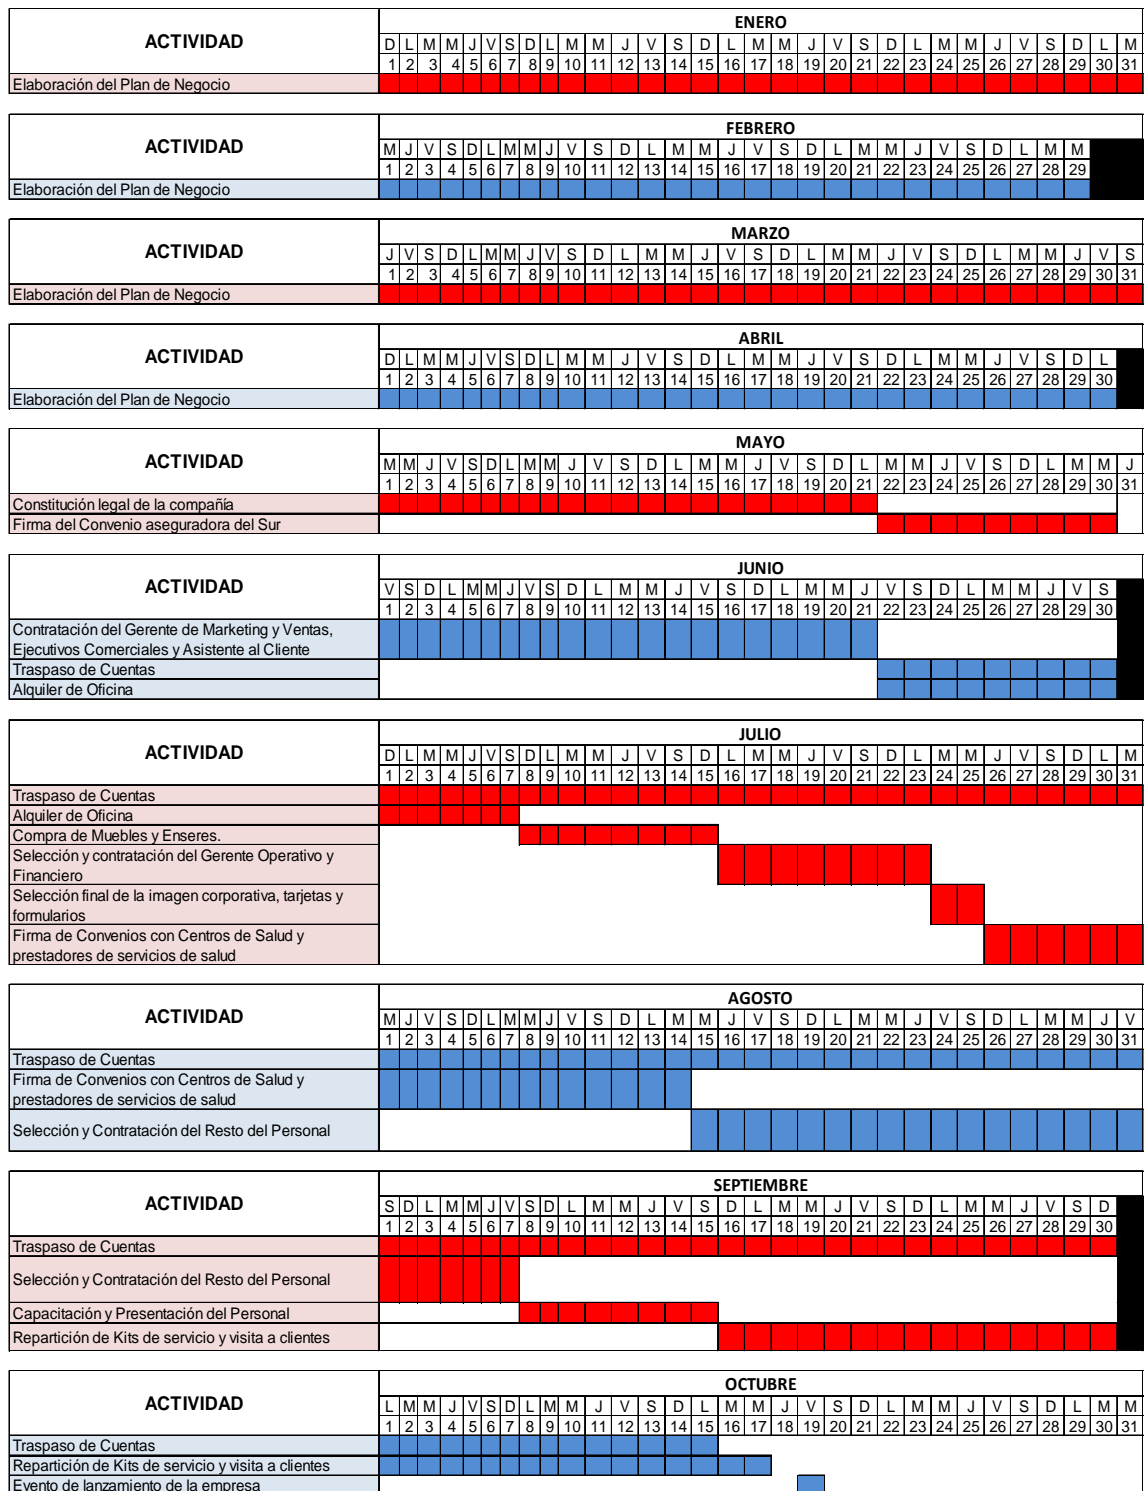 ENERO
ACTIVIDAD
D L M M J V S D L M M J V S D L M M J V S D L M M J V S D L M
1 2 3 4 5 6 7 8 9 10 11 12 13 14 15 16 17 18 19 20 21 22 23 24 25 26 27 28 29 30 31
Elaboración del Plan de Negocio
FEBRERO
ACTIVIDAD
M J V S D L M M J V S D L M M J V S D L M M J V S D L M M
1 2 3 4 5 6 7 8 9 10 11 12 13 14 15 16 17 18 19 20 21 22 23 24 25 26 27 28 29
Elaboración del Plan de Negocio
MARZO
ACTIVIDAD
J V S D L M M J V S D L M M J V S D L M M J V S D L M M J V S
1 2 3 4 5 6 7 8 9 10 11 12 13 14 15 16 17 18 19 20 21 22 23 24 25 26 27 28 29 30 31
Elaboración del Plan de Negocio
ABRIL
ACTIVIDAD
D L M M J V S D L M M J V S D L M M J V S D L M M J V S D L
1 2 3 4 5 6 7 8 9 10 11 12 13 14 15 16 17 18 19 20 21 22 23 24 25 26 27 28 29 30
Elaboración del Plan de Negocio
MAYO
ACTIVIDAD
M M J V S D L M M J V S D L M M J V S D L M M J V S D L M M J
1 2 3 4 5 6 7 8 9 10 11 12 13 14 15 16 17 18 19 20 21 22 23 24 25 26 27 28 29 30 31
Constitución legal de la compañía
Firma del Convenio aseguradora del Sur
JUNIO
ACTIVIDAD
V S D L M M J V S D L M M J V S D L M M J V S D L M M J V S
1 2 3 4 5 6 7 8 9 10 11 12 13 14 15 16 17 18 19 20 21 22 23 24 25 26 27 28 29 30
Contratación del Gerente de Marketing y Ventas,
Ejecutivos Comerciales y Asistente al Cliente
Traspaso de Cuentas
Alquiler de Oficina
JULIO
ACTIVIDAD
D L M M J V S D L M M J V S D L M M J V S D L M M J V S D L M
1 2 3 4 5 6 7 8 9 10 11 12 13 14 15 16 17 18 19 20 21 22 23 24 25 26 27 28 29 30 31
Traspaso de Cuentas
Alquiler de Oficina
Compra de Muebles y Enseres.
Selección y contratación del Gerente Operativo y
Financiero
Selección final de la imagen corporativa, tarjetas y
formularios
Firma de Convenios con Centros de Salud y
prestadores de servicios de salud
AGOSTO
ACTIVIDAD
M J V S D L M M J V S D L M M J V S D L M M J V S D L M M J V
1 2 3 4 5 6 7 8 9 10 11 12 13 14 15 16 17 18 19 20 21 22 23 24 25 26 27 28 29 30 31
Traspaso de Cuentas
Firma de Convenios con Centros de Salud y
prestadores de servicios de salud
Selección y Contratación del Resto del Personal
SEPTIEMBRE
ACTIVIDAD
S D L M M J V S D L M M J V S D L M M J V S D L M M J V S D
1 2 3 4 5 6 7 8 9 10 11 12 13 14 15 16 17 18 19 20 21 22 23 24 25 26 27 28 29 30
Traspaso de Cuentas
Selección y Contratación del Resto del Personal
Capacitación y Presentación del Personal
Repartición de Kits de servicio y visita a clientes
OCTUBRE
ACTIVIDAD
L M M J V S D L M M J V S D L M M J V S D L M M J V S D L M M
1 2 3 4 5 6 7 8 9 10 11 12 13 14 15 16 17 18 19 20 21 22 23 24 25 26 27 28 29 30 31
Traspaso de Cuentas
Repartición de Kits de servicio y visita a clientes
Evento de lanzamiento de la empresa